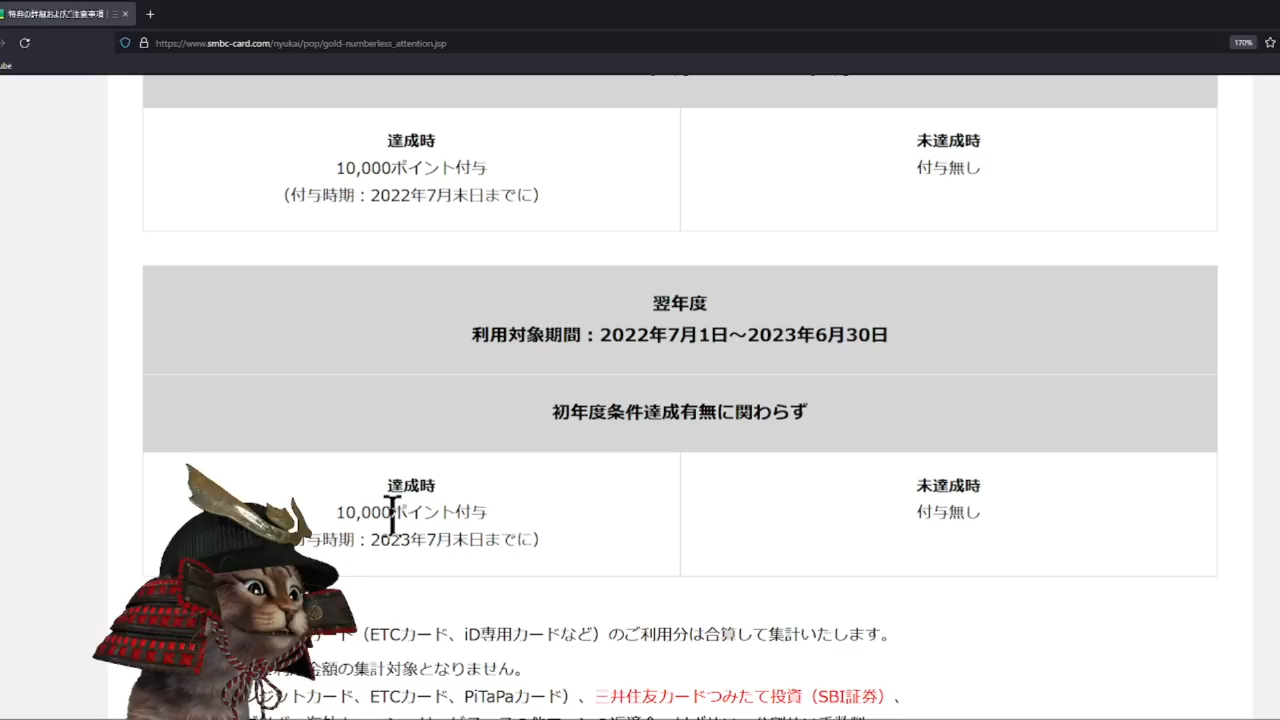 特典の詳細およびご注意事項｜三
https://www.smbc-card.com/nyukai/pop/gold-numberless_attention.jsp
170%
ube
達成時
10,000ポイント付与
（付与時期：2022年7月末日までに）
未達成時
付与無し
翌年度
利用対象期間：2022年7月1日～2023年6月30日
初年度条件達成有無に関わらず
達成時
10,000ポイント付与
与時期：2023年7月末日までに）
未達成時
付与無し
ード（ETCカード、iD専用カードなど）のご利用分は合算して集計いたします。
金額の集計対象となりません。
ジットカード、ETCカード、PiTaPaカード）、三井住友カードつみたて投資（SBI証券）、